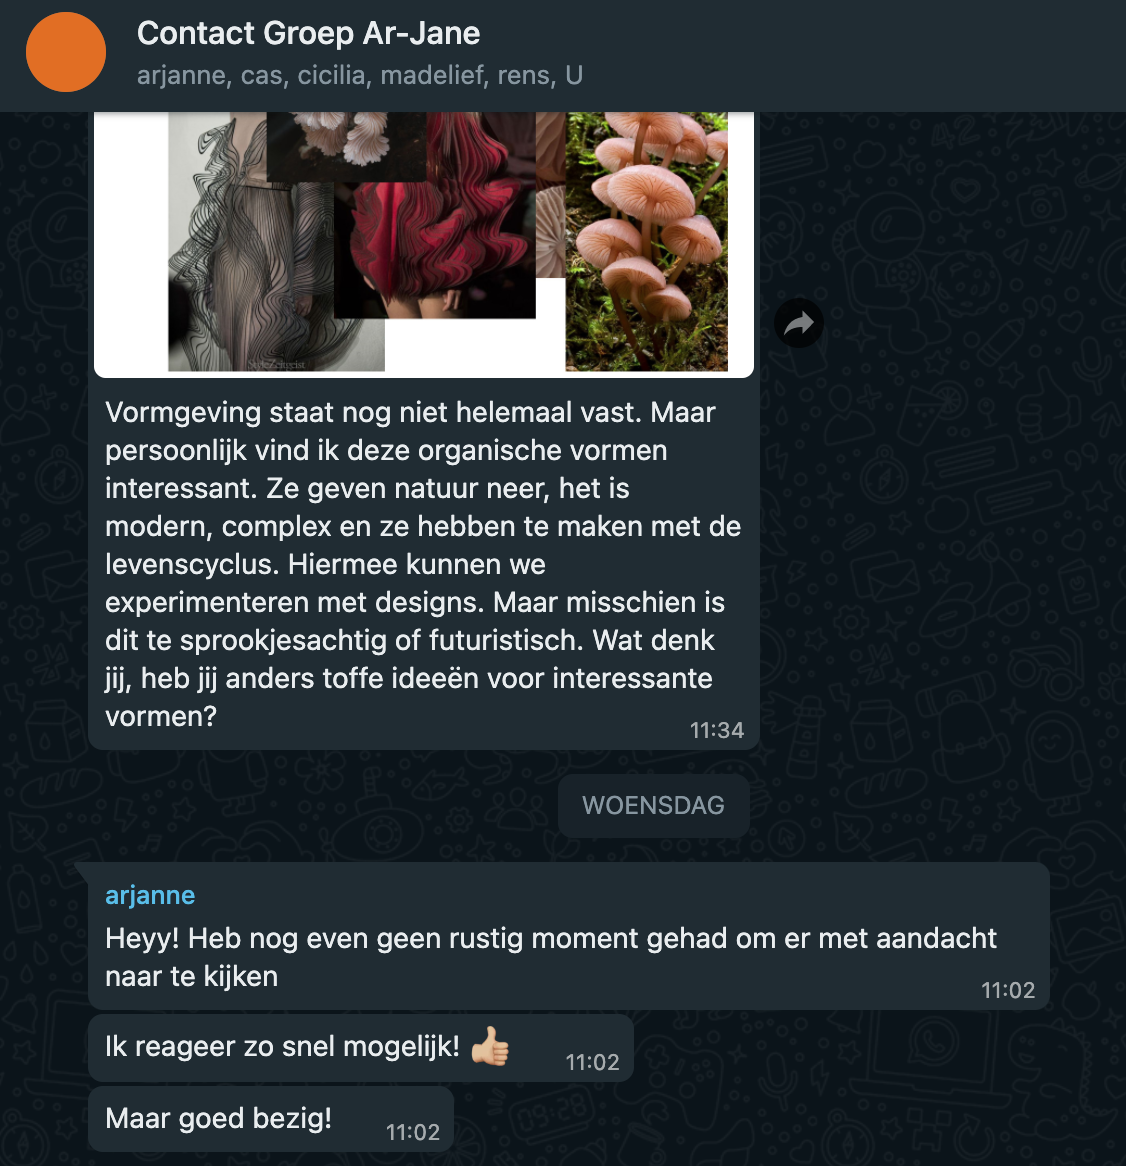 Contact Groep Ar-Jane
arjanne, cas, cicilia, madelief, rens, U
StyleZeitgeist
Vormgeving staat nog niet helemaal vast. Maar
persoonlijk vind ik deze organische vormen
interessant. Ze geven natuur neer, het is
modern, complex en ze hebben te maken met de
levenscyclus. Hiermee kunnen we
experimenteren met designs. Maar misschien is
dit te sprookjesachtig of futuristisch. Wat denk
jij, heb jij anders toffe ideeën voor interessante
vormen?
11:34
WOENSDAG
arjanne
Heyy! Heb nog even geen rustig moment gehad om er met aandacht
naar te kijken
11:02
Ik reageer zo snel mogelijk! 👍🏼
11:02
Maar goed bezig!
11:02